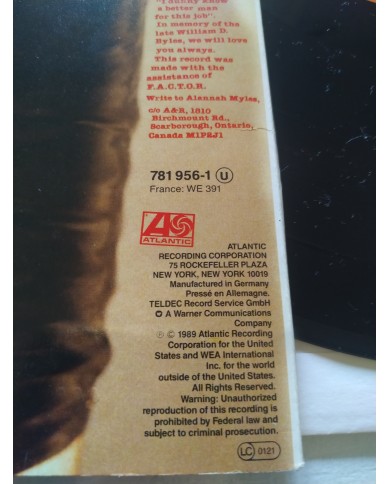 "I hunky know
a better man
for this job".
In memory of the
late William D.
Byles, we will love
you always.
This record was
made with the
assistance of
F.A.C.T.O.R.
Write to Alannah Myles,
c/o A&R, 1810
Birchmount Rd.,
Scarborough, Ontario,
Canada M1P2J1
781 956-1 U
France: WE 391
ATLANTIC
ATLANTIC
RECORDING CORPORATION
75 ROCKEFELLER PLAZA
NEW YORK, NEW YORK 10019
Manufactured in Germany
Pressé en Allemagne.
TELDEC Record Service GmbH
A Warner Communications
Company
℗ © 1989 Atlantic Recording
Corporation for the United
States and WEA International
Inc. for the world
outside of the United States.
All Rights Reserved.
Warning: Unauthorized
reproduction of this recording is
prohibited by Federal law and
subject to criminal prosecution.
LC 0121